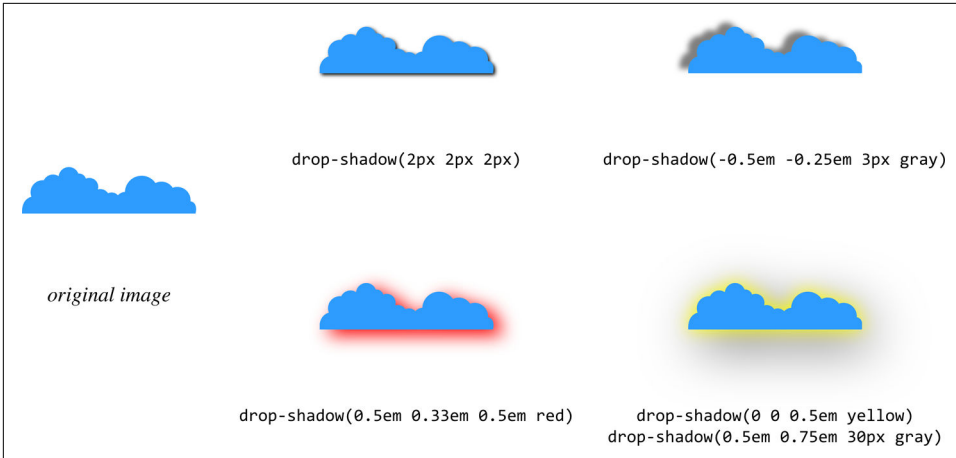 drop-shadow(2px 2px 2px)
drop-shadow(-0.5em -0.25em 3px gray)
original image
drop-shadow(0.5em 0.33em 0.5em red)
drop-shadow(0 0 0.5em yellow)
drop-shadow(0.5em 0.75em 30px gray)